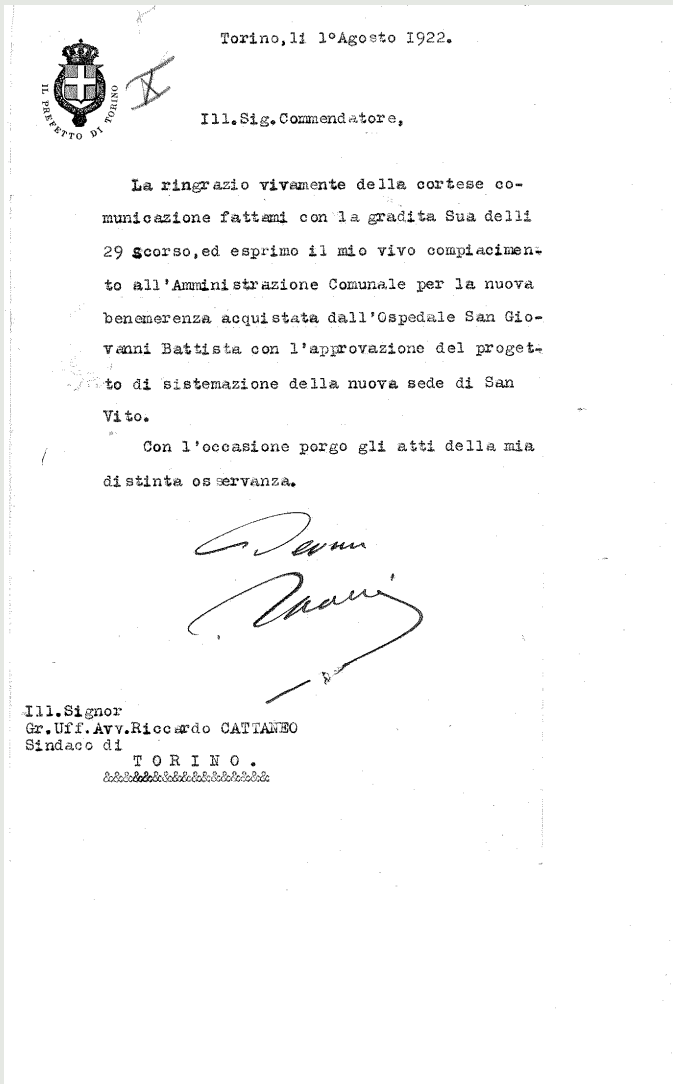 Torino,li 1°Agosto 1922.
IL PREFETTO DI TORINO
X
Ill.Sig.Commendatore,
La ringrazio vivamente della cortese co-
municazione fattami con la gradita Sua delli
29 scorso,ed esprimo il mio vivo compiacimen-
to all'Amministrazione Comunale per la nuova
benemerenza acquistata dall'Ospedale San Gio-
vanni Battista con l'approvazione del proget-
to di sistemazione della nuova sede di San
Vito.
Con l'occasione porgo gli atti della mia
distinta osservanza.
Ill.Signor
Gr.Uff.Avv.Riccardo CATTANEO
Sindaco di
T O R I N O .
&&&&&&&&&&&&&&&&&